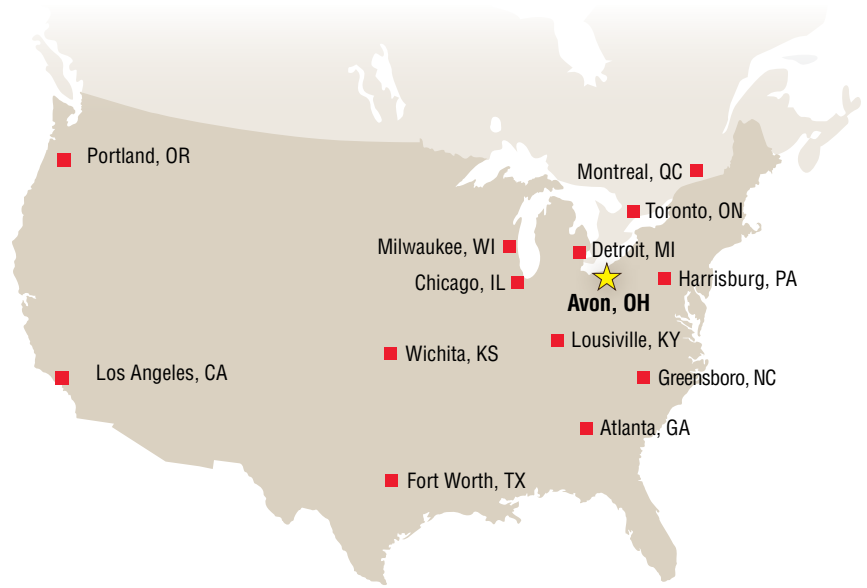 Portland, OR
Montreal, QC
Toronto, ON
Milwaukee, WI
Detroit, MI
Chicago, IL
Harrisburg, PA
Avon, OH
Lousiville, KY
Wichita, KS
Los Angeles, CA
Greensboro, NC
Atlanta, GA
Fort Worth, TX